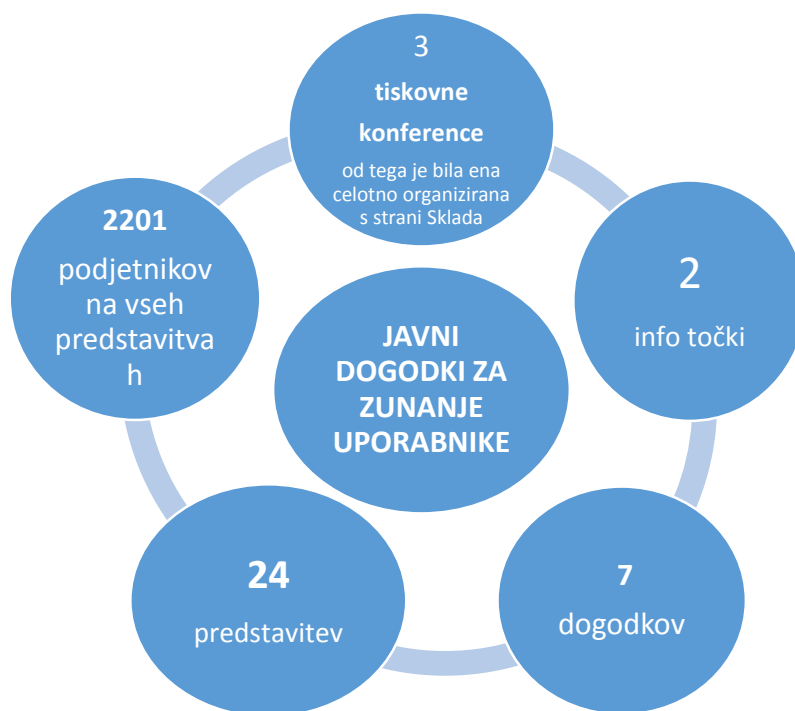 3
tiskovne
konference
od tega je bila ena
celotno organizirana
s strani Sklada
2
info točki
7
dogodkov
24
predstavitev
2201
podjetnikov
na vseh
predstavitva
h
JAVNI
DOGODKI ZA
ZUNANJE
UPORABNIKE